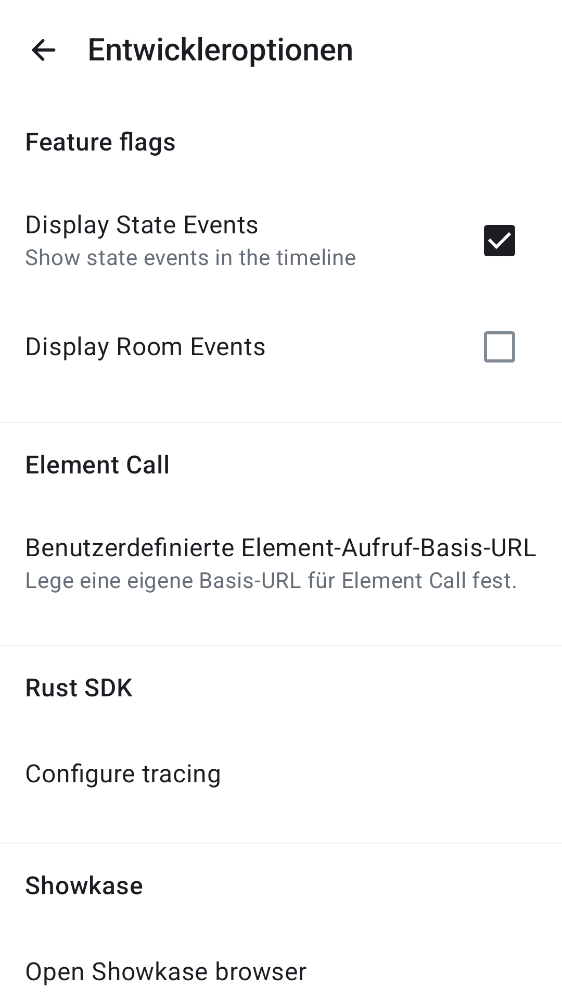 Entwickleroptionen
Feature flags
Display State Events
Show state events in the timeline
Display Room Events
Element Call
Benutzerdefinierte Element-Aufruf-Basis-URL
Lege eine eigene Basis-URL für Element Call fest.
Rust SDK
Configure tracing
Showkase
Open Showkase browser